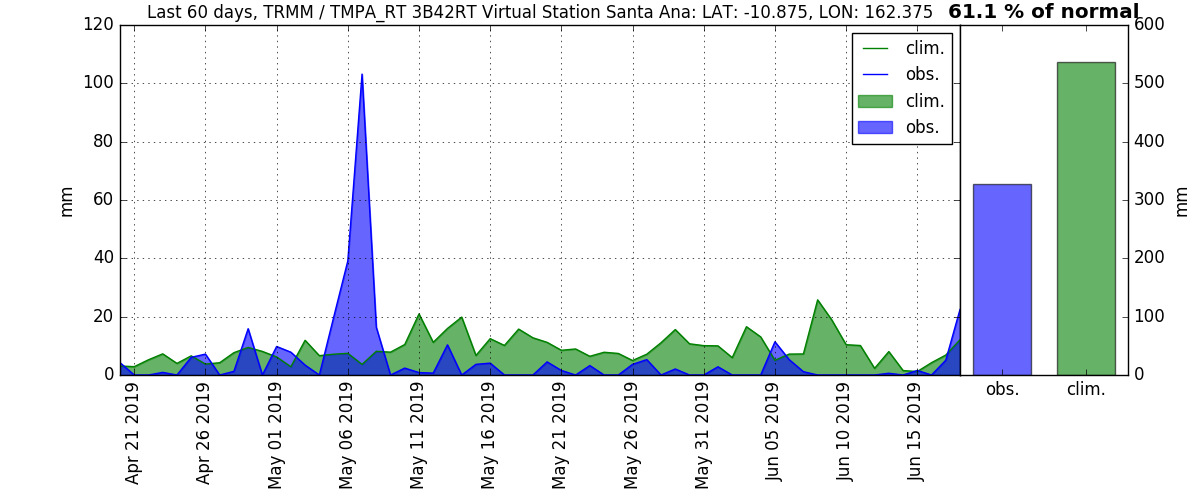 Last 60 days, TRMM / TMPA_RT 3B42RT Virtual Station Santa Ana: LAT: -10.875, LON: 162.375 61.1 % of normal
120
100
80
60
40
20
0
mm
clim.
obs.
clim.
obs.
600
500
400
300
200
100
0
mm
obs.
clim.
Apr 21 2019
Apr 26 2019
May 01 2019
May 06 2019
May 11 2019
May 16 2019
May 21 2019
May 26 2019
May 31 2019
Jun 05 2019
Jun 10 2019
Jun 15 2019